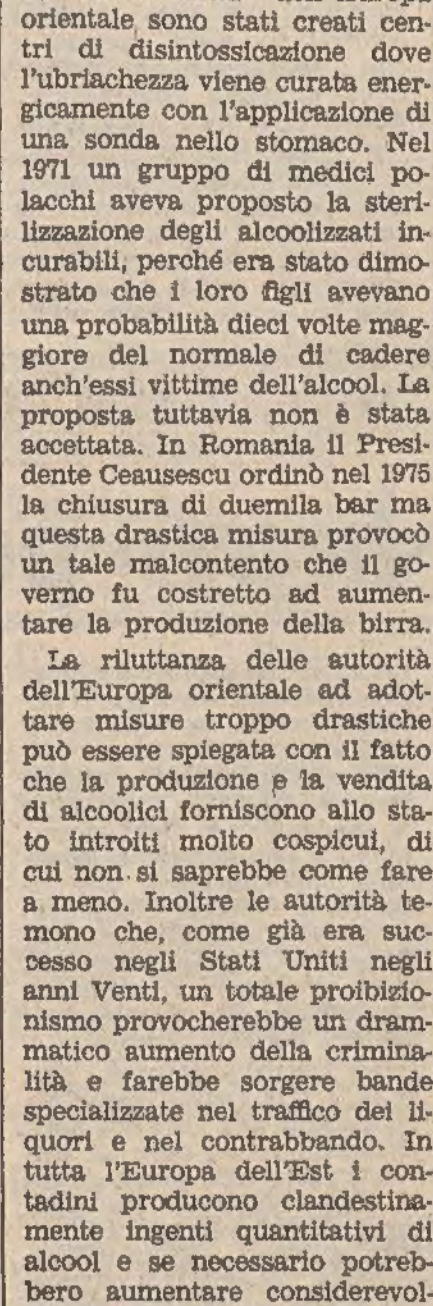 orientale sono stati creati cen-
tri di disintossicazione dove
l'ubriachezza viene curata ener-
gicamente con l'applicazione di
una sonda nello stomaco. Nel
1971 un gruppo di medici po-
lacchi aveva proposto la steri-
lizzazione degli alcoolizzati in-
curabili, perché era stato dimo-
strato che i loro figli avevano
una probabilità dieci volte mag-
giore del normale di cadere
anch'essi vittime dell'alcool. La
proposta tuttavia non è stata
accettata. In Romania il Presi-
dente Ceausescu ordinò nel 1975
la chiusura di duemila bar ma
questa drastica misura provocò
un tale malcontento che il go-
verno fu costretto ad aumen-
tare la produzione della birra.
La riluttanza delle autorità
dell'Europa orientale ad adot-
tare misure troppo drastiche
può essere spiegata con il fatto
che la produzione e la vendita
di alcoolici forniscono allo sta-
to introiti molto cospicui, di
cui non si saprebbe come fare
a meno. Inoltre le autorità te-
mono che, come già era suc-
cesso negli Stati Uniti negli
anni Venti, un totale proibizio-
nismo provocherebbe un dram-
matico aumento della crimina-
lità e farebbe sorgere bande
specializzate nel traffico dei li-
quori e nel contrabbando. In
tutta l'Europa dell'Est i con-
tadini producono clandestina-
mente ingenti quantitativi di
alcool e se necessario potreb-
bero aumentare considerevol-